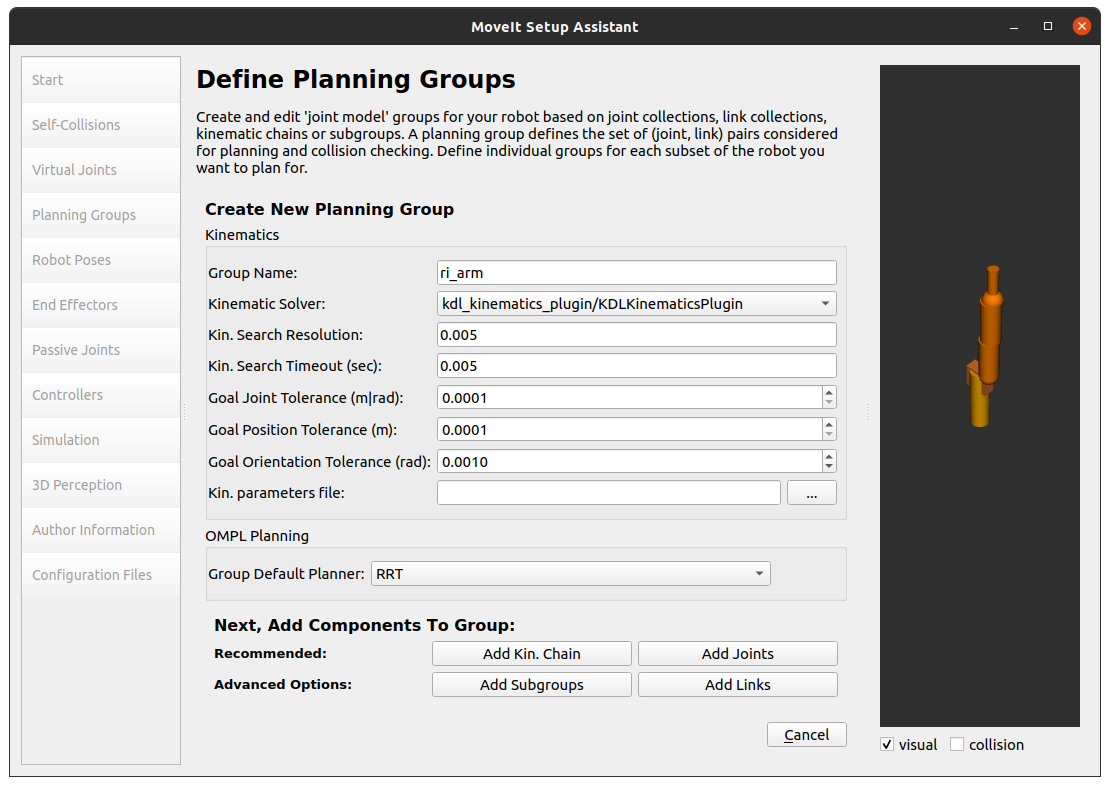 MoveIt Setup Assistant
Start
Self-Collisions
Virtual Joints
Planning Groups
Robot Poses
End Effectors
Passive Joints
Controllers
Simulation
3D Perception
Author Information
Configuration Files
Define Planning Groups
Create and edit 'joint model' groups for your robot based on joint collections, link collections,
kinematic chains or subgroups. A planning group defines the set of (joint, link) pairs considered
for planning and collision checking. Define individual groups for each subset of the robot you
want to plan for.
Create New Planning Group
Kinematics
Group Name: ri_arm
Kinematic Solver: kdl_kinematics_plugin/KDLKinematicsPlugin
Kin. Search Resolution: 0.005
Kin. Search Timeout (sec): 0.005
Goal Joint Tolerance (m|rad): 0.0001
Goal Position Tolerance (m): 0.0001
Goal Orientation Tolerance (rad): 0.0010
Kin. parameters file: ...
OMPL Planning
Group Default Planner: RRT
Next, Add Components To Group:
Recommended: Add Kin. Chain Add Joints
Advanced Options: Add Subgroups Add Links
Cancel
visual collision